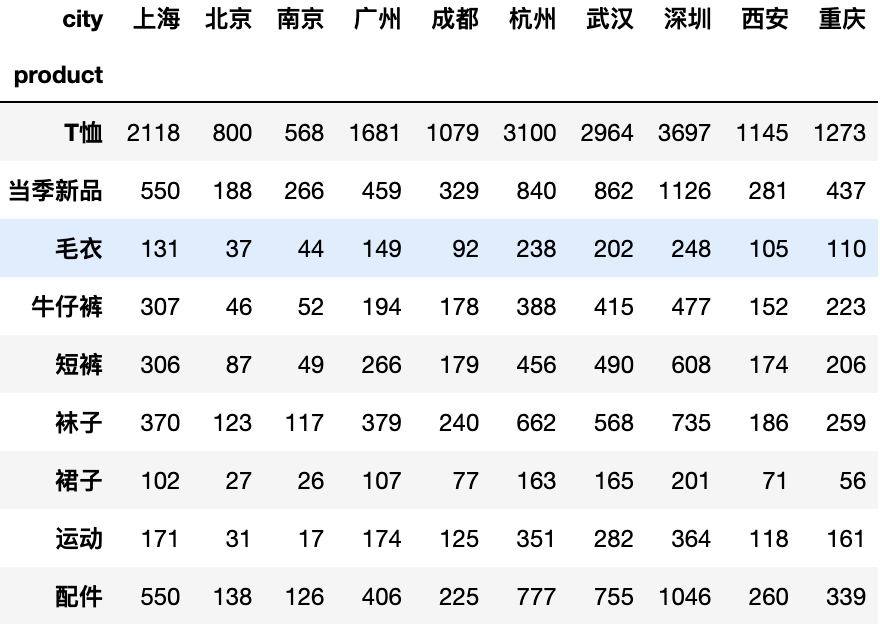 city 上海 北京 南京 广州 成都 杭州 武汉 深圳 西安 重庆
product
T恤 2118 800 568 1681 1079 3100 2964 3697 1145 1273
当季新品 550 188 266 459 329 840 862 1126 281 437
毛衣 131 37 44 149 92 238 202 248 105 110
牛仔裤 307 46 52 194 178 388 415 477 152 223
短裤 306 87 49 266 179 456 490 608 174 206
袜子 370 123 117 379 240 662 568 735 186 259
裙子 102 27 26 107 77 163 165 201 71 56
运动 171 31 17 174 125 351 282 364 118 161
配件 550 138 126 406 225 777 755 1046 260 339